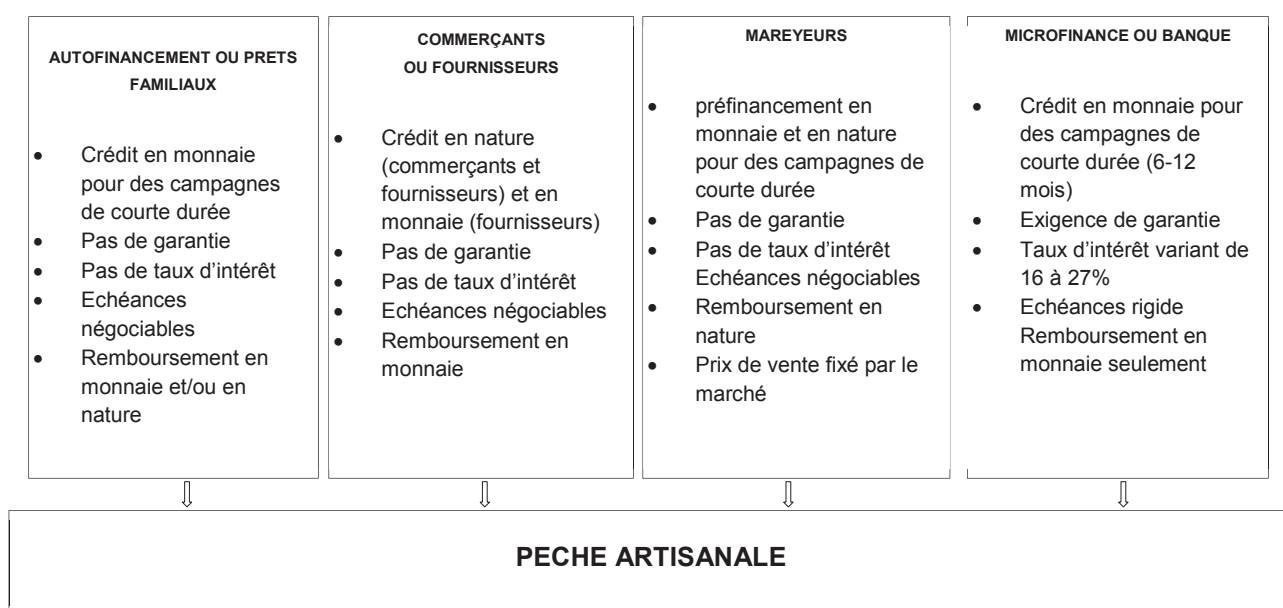 AUTOFINANCEMENT OU PRETS
FAMILIAUX
• Crédit en monnaie
pour des campagnes
de courte durée
• Pas de garantie
• Pas de taux d’intérêt
• Echéances
négociables
• Remboursement en
monnaie et/ou en
nature
COMMERÇANTS
OU FOURNISSEURS
• Crédit en nature
(commerçants et
fournisseurs) et en
monnaie (fournisseurs)
• Pas de garantie
• Pas de taux d’intérêt
• Echéances négociables
• Remboursement en
monnaie
MAREYEURS
• préfinancement en
monnaie et en nature
pour des campagnes de
courte durée
• Pas de garantie
• Pas de taux d’intérêt
Echéances négociables
• Remboursement en
nature
• Prix de vente fixé par le
marché
MICROFINANCE OU BANQUE
• Crédit en monnaie pour
des campagnes de
courte durée (6-12
mois)
• Exigence de garantie
• Taux d’intérêt variant de
16 à 27%
• Echéances rigide
Remboursement en
monnaie seulement
PECHE ARTISANALE